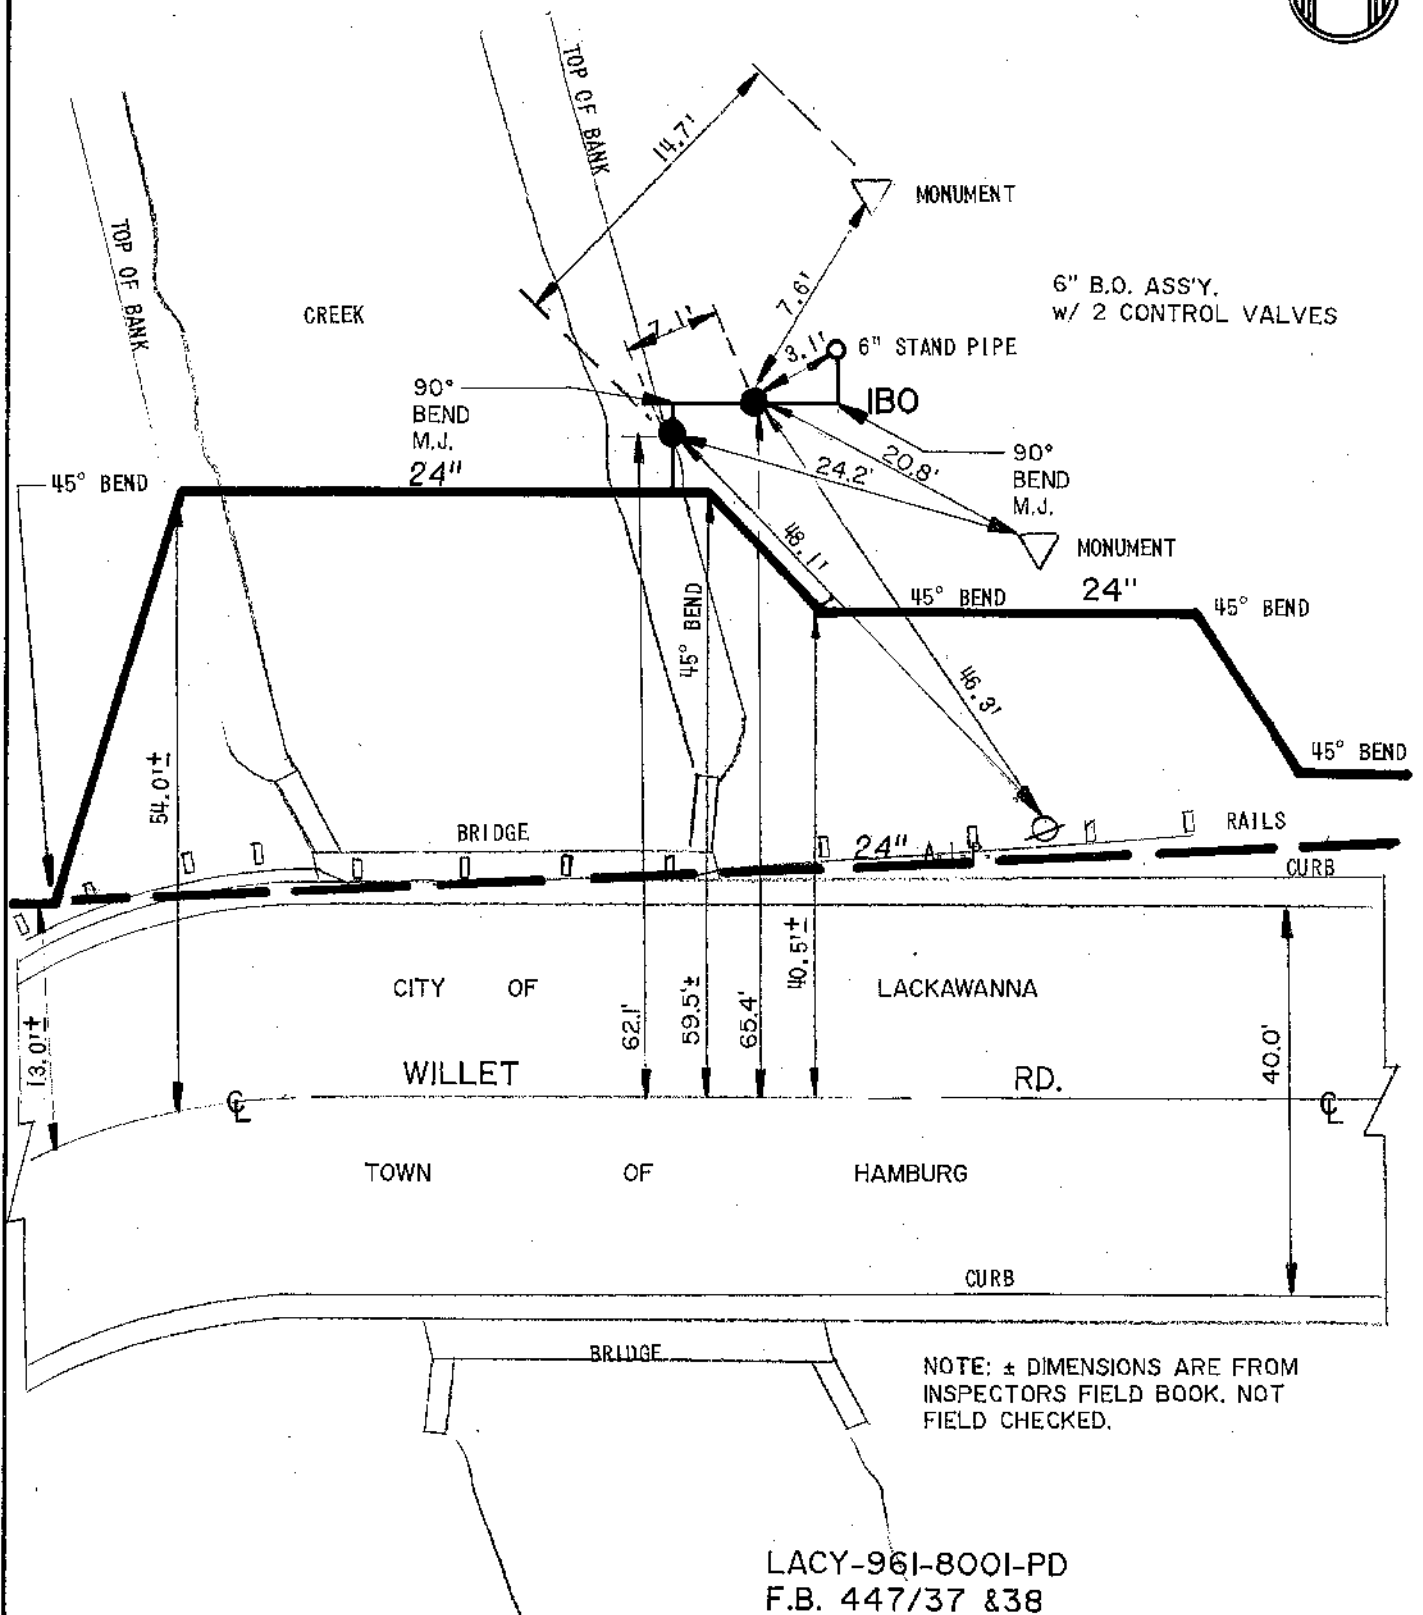 TOP OF BANK
14.7'
MONUMENT
TOP OF BANK
CREEK
7.1'
7.6'
3.1'
6" B.O. ASS'Y.
w/ 2 CONTROL VALVES
6" STAND PIPE
90°
BEND
M.J.
IBO
24"
45° BEND
24.2'
20.8'
90°
BEND
M.J.
48.1'
MONUMENT
24"
45° BEND
45° BEND
45° BEND
46.3'
45° BEND
54.0'±
BRIDGE
24"
RAILS
CURB
CITY OF LACKAWANNA
13.0'±
62.1'
59.5'±
65.4'
40.5'±
40.0'
WILLET RD.
℄
℄
TOWN OF HAMBURG
CURB
BRIDGE
NOTE: ± DIMENSIONS ARE FROM
INSPECTORS FIELD BOOK. NOT
FIELD CHECKED.
LACY-961-8001-PD
F.B. 447/37 &38